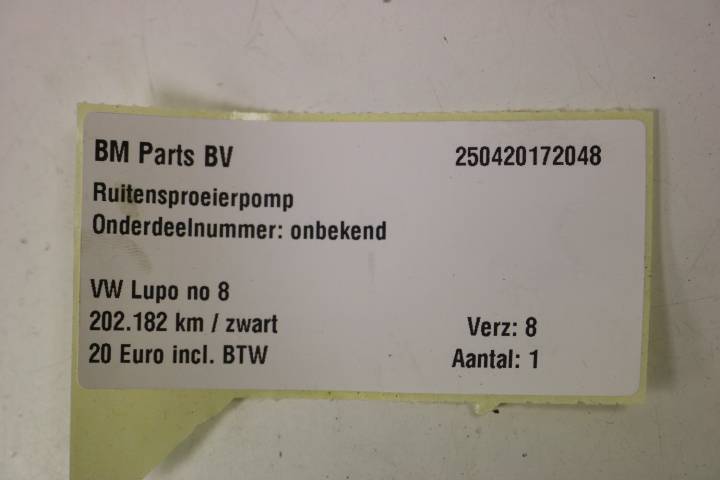 BM Parts BV 250420172048
Ruitensproeierpomp
Onderdeelnummer: onbekend
VW Lupo no 8
202.182 km / zwart Verz: 8
20 Euro incl. BTW Aantal: 1